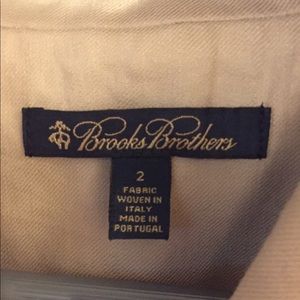 Brooks Brothers
2
FABRIC
WOVEN IN
ITALY
MADE IN
PORTUGAL